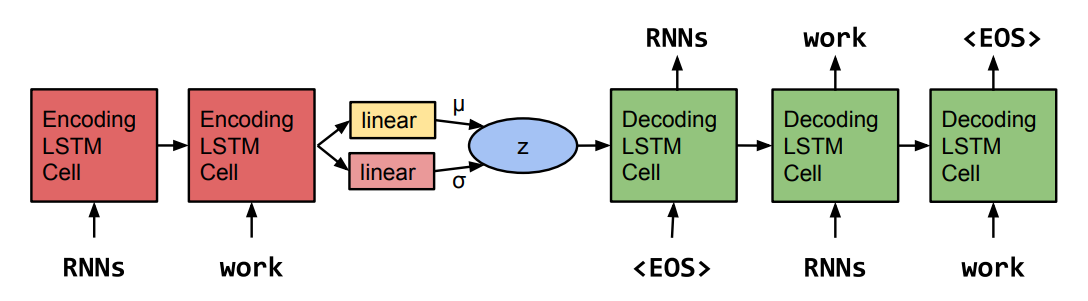 RNNs work <EOS>
Encoding
LSTM
Cell
Encoding
LSTM
Cell
linear
linear
μ
σ
z
Decoding
LSTM
Cell
Decoding
LSTM
Cell
Decoding
LSTM
Cell
RNNs work <EOS> RNNs work